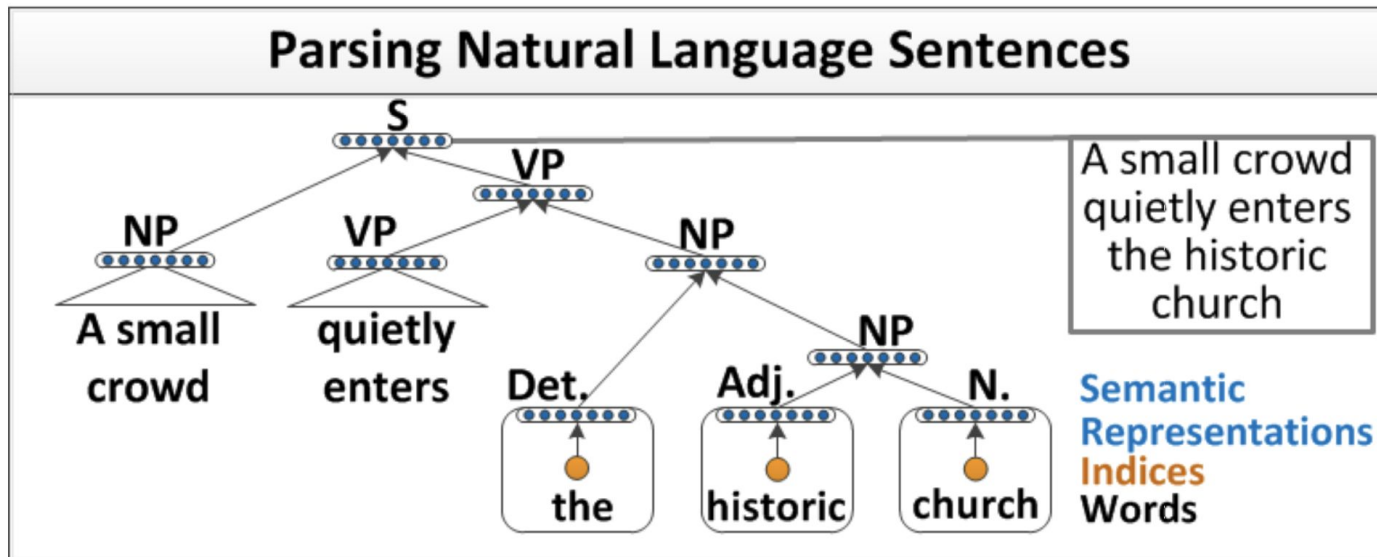 Parsing Natural Language Sentences
S
VP
NP
VP
NP
A small
crowd
quietly
enters
NP
Det.
Adj.
N.
the
historic
church
A small crowd
quietly enters
the historic
church
Semantic
Representations
Indices
Words